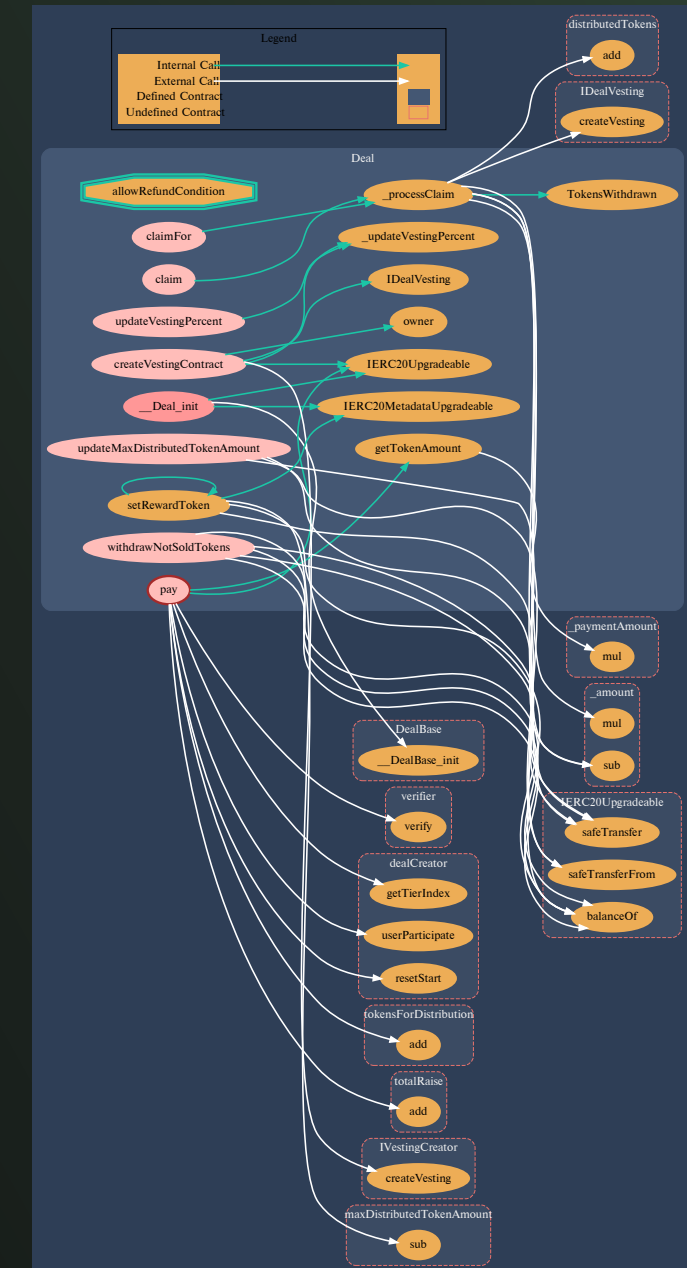 Legend
Internal Call
External Call
Defined Contract
Undefined Contract
distributedTokens
add
IDealVesting
createVesting
Deal
allowRefundCondition
_processClaim
TokensWithdrawn
claimFor
_updateVestingPercent
claim
IDealVesting
updateVestingPercent
owner
createVestingContract
IERC20Upgradeable
__Deal_init
IERC20MetadataUpgradeable
updateMaxDistributedTokenAmount
getTokenAmount
setRewardToken
withdrawNotSoldTokens
pay
_paymentAmount
mul
_amount
mul
sub
DealBase
__DealBase_init
verifier
verify
IERC20Upgradeable
safeTransfer
safeTransferFrom
balanceOf
dealCreator
getTierIndex
userParticipate
resetStart
tokensForDistribution
add
totalRaise
add
IVestingCreator
createVesting
maxDistributedTokenAmount
sub